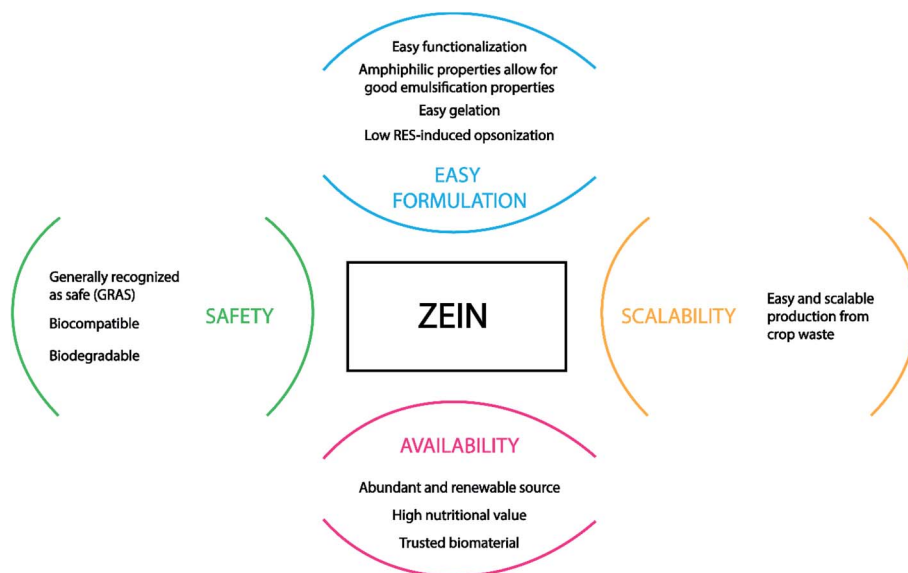 Easy functionalization
Amphiphilic properties allow for
good emulsification properties
Easy gelation
Low RES-induced opsonization
EASY
FORMULATION
Generally recognized
as safe (GRAS)
Biocompatible
Biodegradable
SAFETY
ZEIN
SCALABILITY
Easy and scalable
production from
crop waste
AVAILABILITY
Abundant and renewable source
High nutritional value
Trusted biomaterial